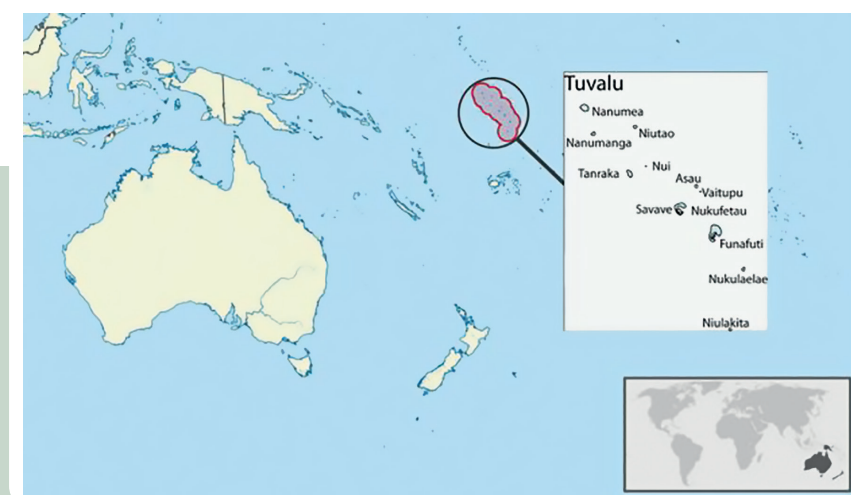 Tuvalu
Nanumea
Niutao
Nanumanga
Nui
Tanraka
Asau
Vaitupu
Savave
Nukufetau
Funafuti
Nukulaelae
Niulakita